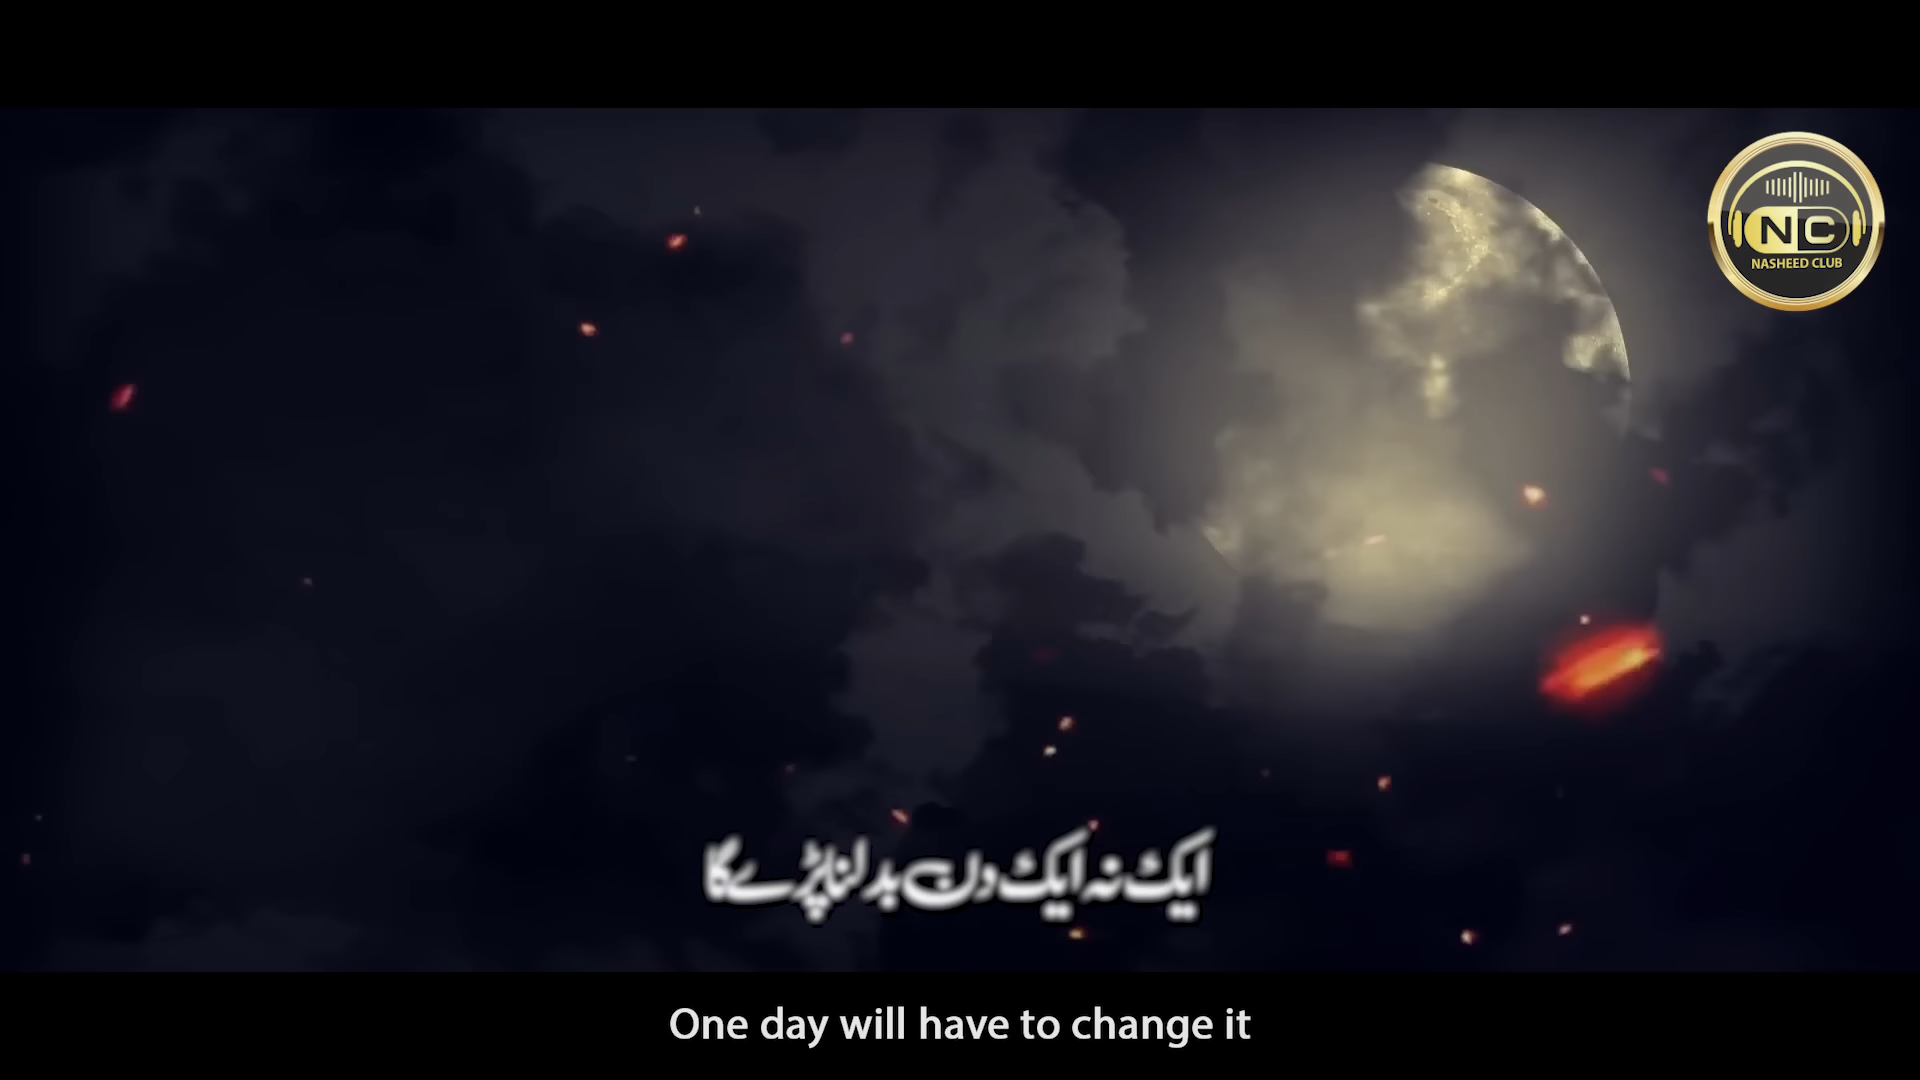 NC
NASHEED CLUB
ایک نہ ایک دن بدلنا پڑے گا
One day will have to change it